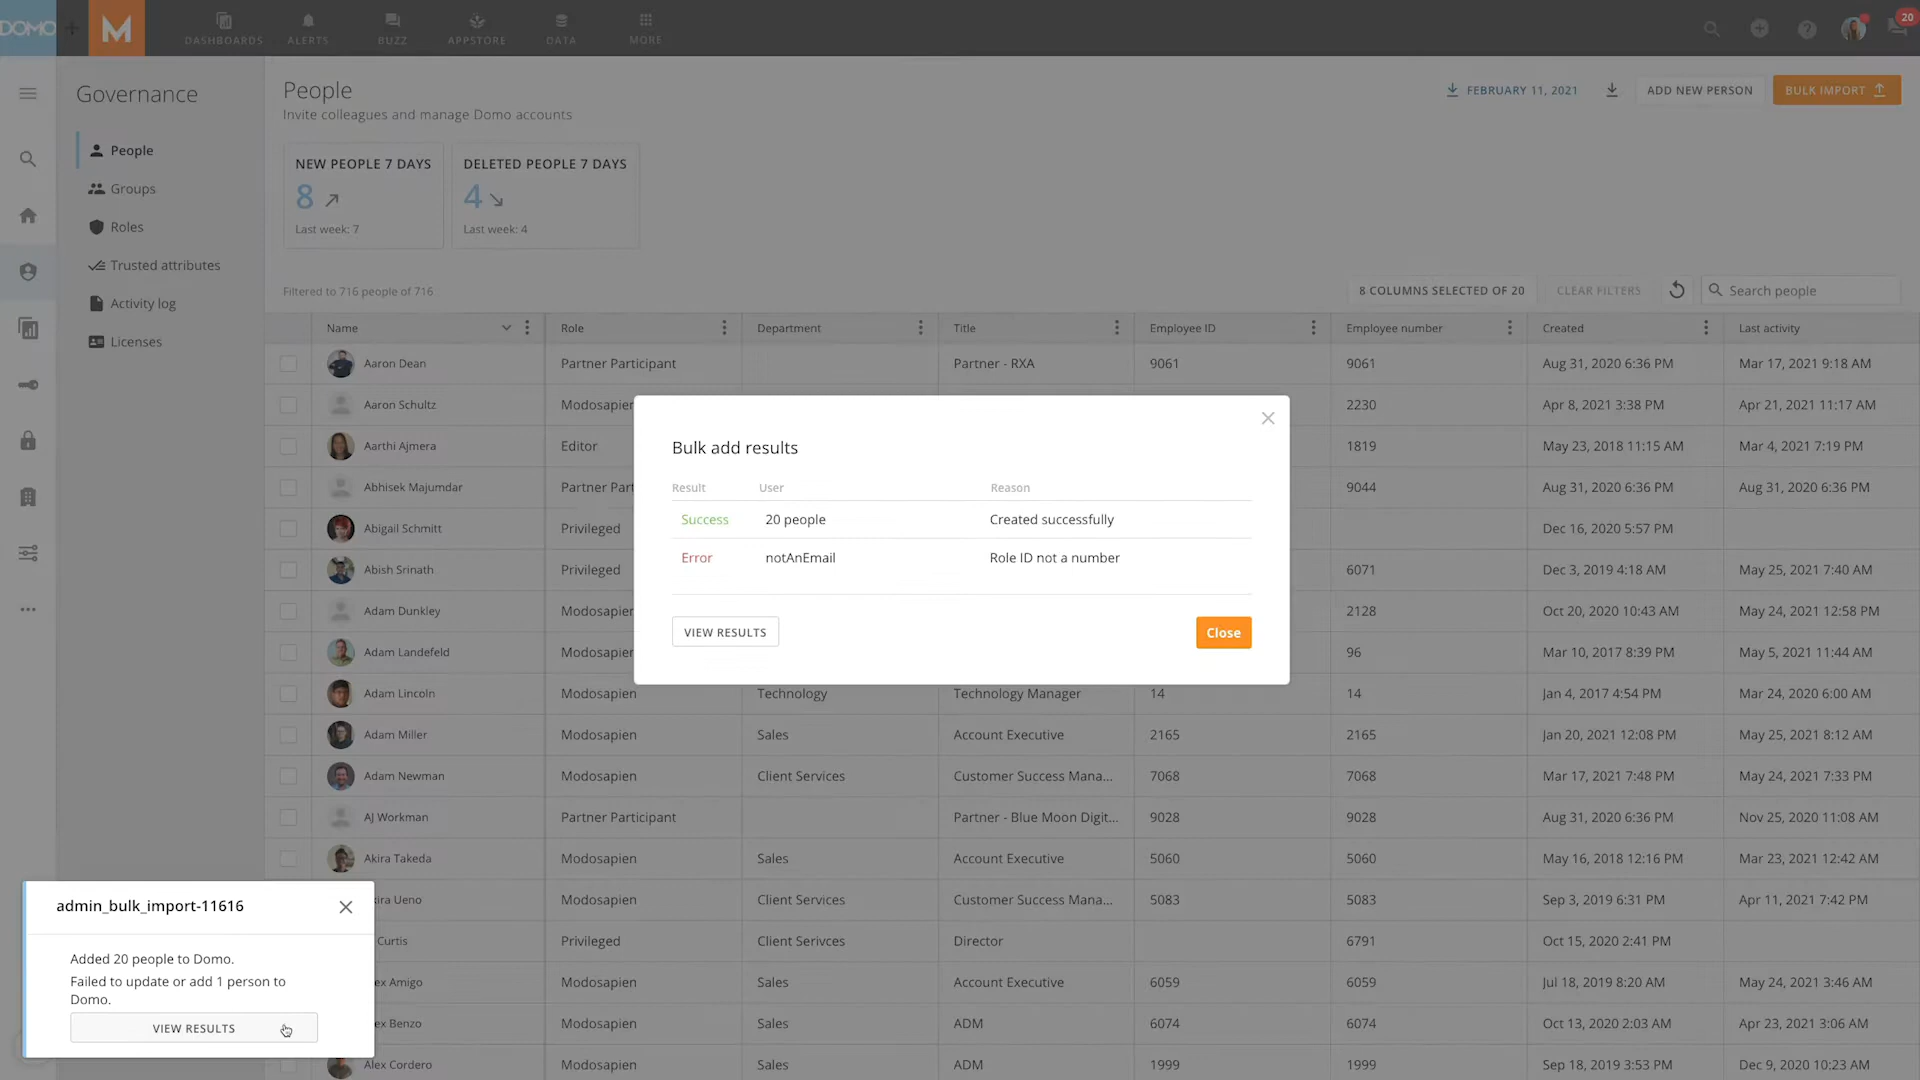 DOMO
M
DASHBOARDS
ALERTS
BUZZ
APPSTORE
DATA
MORE
20
Governance
People
Groups
Roles
Trusted attributes
Activity log
Licenses
People
Invite colleagues and manage Domo accounts
FEBRUARY 11, 2021
ADD NEW PERSON
BULK IMPORT
NEW PEOPLE 7 DAYS
8
Last week: 7
DELETED PEOPLE 7 DAYS
4
Last week: 4
Filtered to 716 people of 716
8 COLUMNS SELECTED OF 20
CLEAR FILTERS
Search people
Name Role Department Title Employee ID Employee number Created Last activity
Aaron Dean Partner Participant Partner - RXA 9061 9061 Aug 31, 2020 6:36 PM Mar 17, 2021 9:18 AM
Aaron Schultz Modosapien 2230 Apr 8, 2021 3:38 PM Apr 21, 2021 11:17 AM
Aarthi Ajmera Editor 1819 May 23, 2018 11:15 AM Mar 4, 2021 7:19 PM
Abhisek Majumdar Partner Part 9044 Aug 31, 2020 6:36 PM Aug 31, 2020 6:36 PM
Abigail Schmitt Privileged Dec 16, 2020 5:57 PM
Abish Srinath Privileged 6071 Dec 3, 2019 4:18 AM May 25, 2021 7:40 AM
Adam Dunkley Modosapien 2128 Oct 20, 2020 10:43 AM May 24, 2021 12:58 PM
Adam Landefeld Modosapien 96 Mar 10, 2017 8:39 PM May 5, 2021 11:44 AM
Adam Lincoln Modosapien Technology Technology Manager 14 14 Jan 4, 2017 4:54 PM Mar 24, 2020 6:00 AM
Adam Miller Modosapien Sales Account Executive 2165 2165 Jan 20, 2021 12:08 PM May 25, 2021 8:12 AM
Adam Newman Modosapien Client Services Customer Success Mana... 7068 7068 Mar 17, 2021 7:48 PM May 24, 2021 7:33 PM
AJ Workman Partner Participant Partner - Blue Moon Digit... 9028 9028 Aug 31, 2020 6:36 PM Nov 25, 2020 11:08 AM
Akira Takeda Modosapien Sales Account Executive 5060 5060 May 16, 2018 12:16 PM Mar 23, 2021 12:42 AM
kira Ueno Modosapien Client Services Customer Success Mana... 5083 5083 Sep 3, 2019 6:31 PM Apr 11, 2021 7:42 PM
Curtis Privileged Client Serivces Director 6791 Oct 15, 2020 2:41 PM
ex Amigo Modosapien Sales Account Executive 6059 6059 Jul 18, 2019 8:20 AM May 24, 2021 3:46 AM
ex Benzo Modosapien Sales ADM 6074 6074 Oct 13, 2020 2:03 AM Apr 23, 2021 3:06 AM
Alex Cordero Modosapien Sales ADM 1999 1999 Sep 18, 2019 3:53 PM Dec 9, 2020 10:23 AM
Bulk add results
Result User Reason
Success 20 people Created successfully
Error notAnEmail Role ID not a number
VIEW RESULTS
Close
admin_bulk_import-11616
Added 20 people to Domo.
Failed to update or add 1 person to
Domo.
VIEW RESULTS